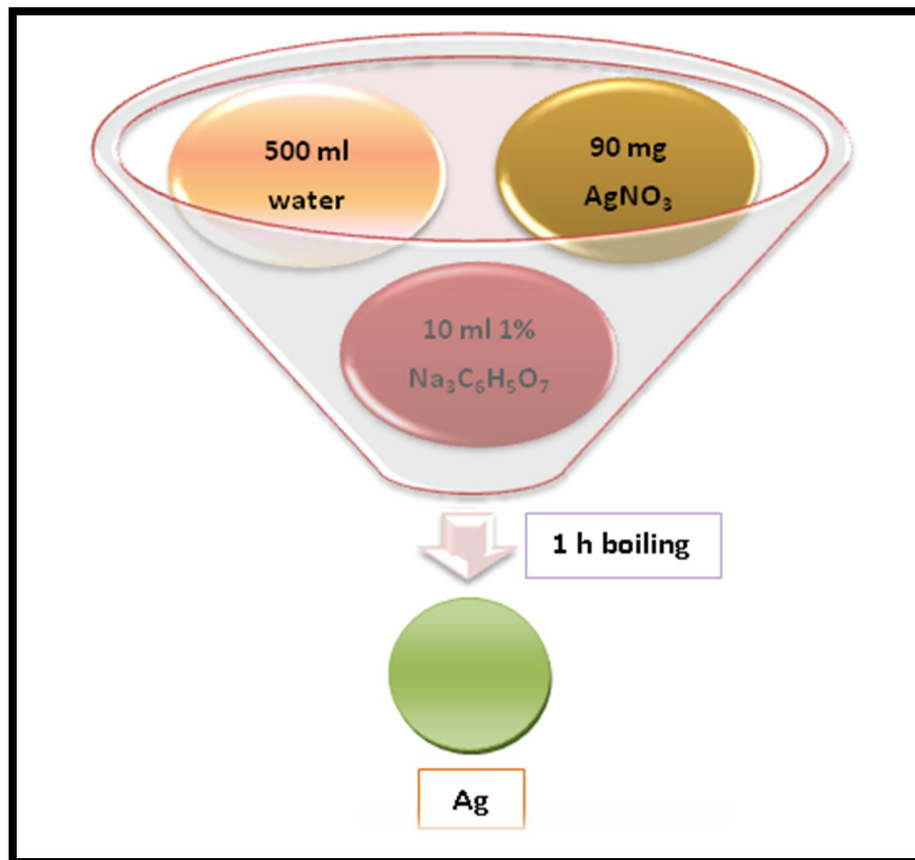 500 ml
water
90 mg
AgNO₃
10 ml 1%
Na₃C₆H₅O₇
1 h boiling
Ag